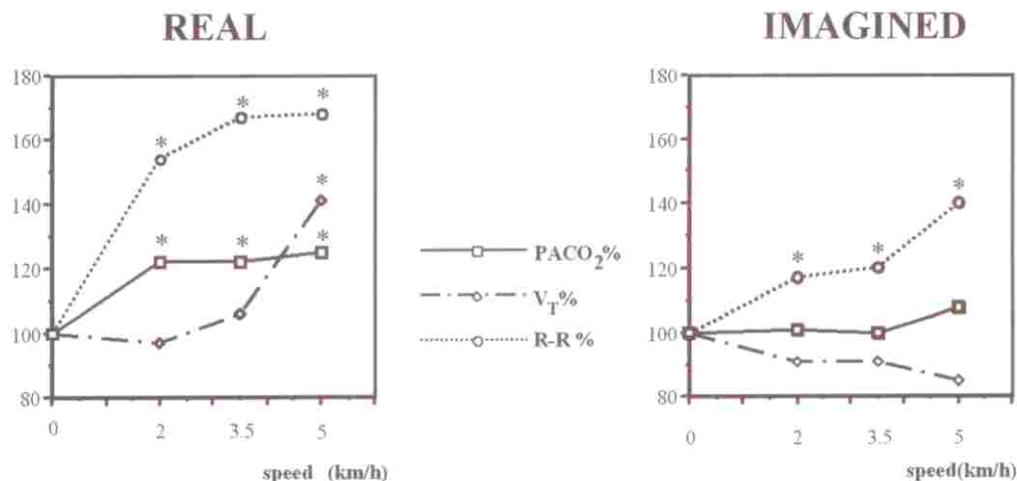 REAL
IMAGINED
180
160
140
120
100
80
* * *
* * *
*
0 2 3.5 5
speed (km/h)
PACO2%
VT%
R-R %
180
160
140
120
100
80
* * *
0 2 3.5 5
speed(km/h)